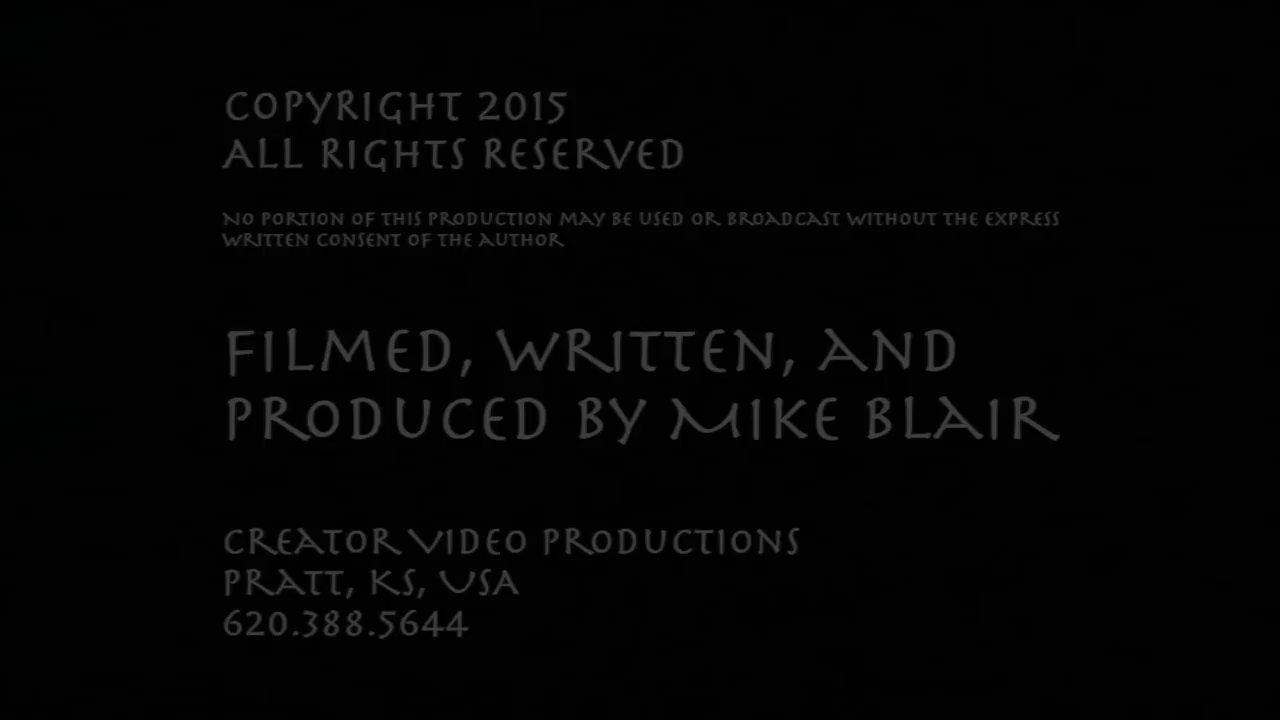 COPYRIGHT 2015
ALL RIGHTS RESERVED
NO PORTION OF THIS PRODUCTION MAY BE USED OR BROADCAST WITHOUT THE EXPRESS
WRITTEN CONSENT OF THE AUTHOR
FILMED, WRITTEN, AND
PRODUCED BY MIKE BLAIR
CREATOR VIDEO PRODUCTIONS
PRATT, KS, USA
620.388.5644